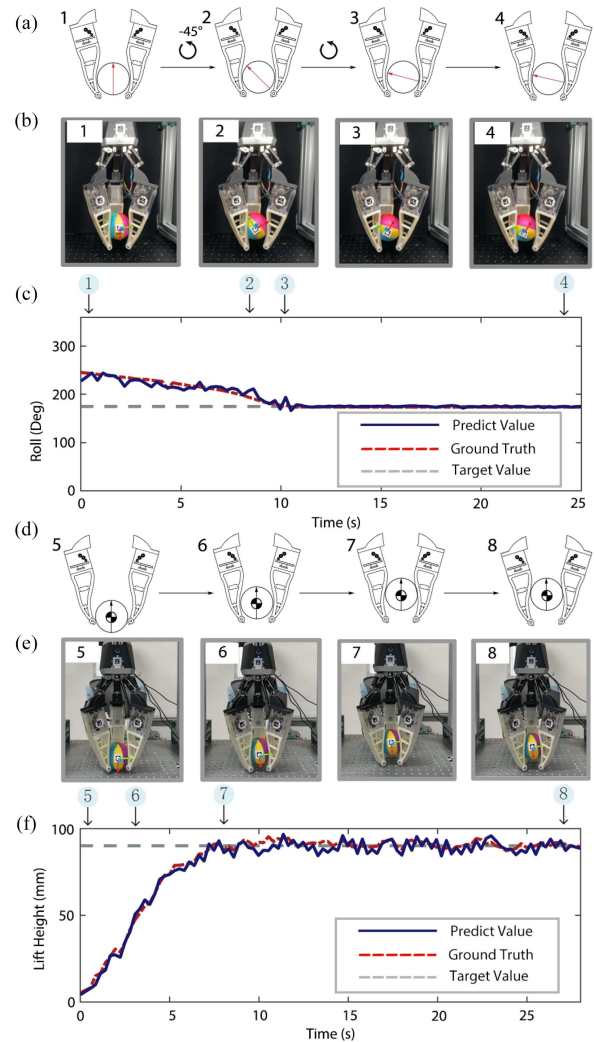 (a)
1
-45°
2
3
4
(b)
1
2
3
4
(c)
1
2
3
4
300
200
100
0
Roll (Deg)
Predict Value
Ground Truth
Target Value
0
5
10
15
20
25
Time (s)
(d)
5
6
7
8
(e)
5
6
7
8
(f)
5
6
7
8
100
50
0
Lift Height (mm)
Predict Value
Ground Truth
Target Value
0
5
10
15
20
25
Time (s)